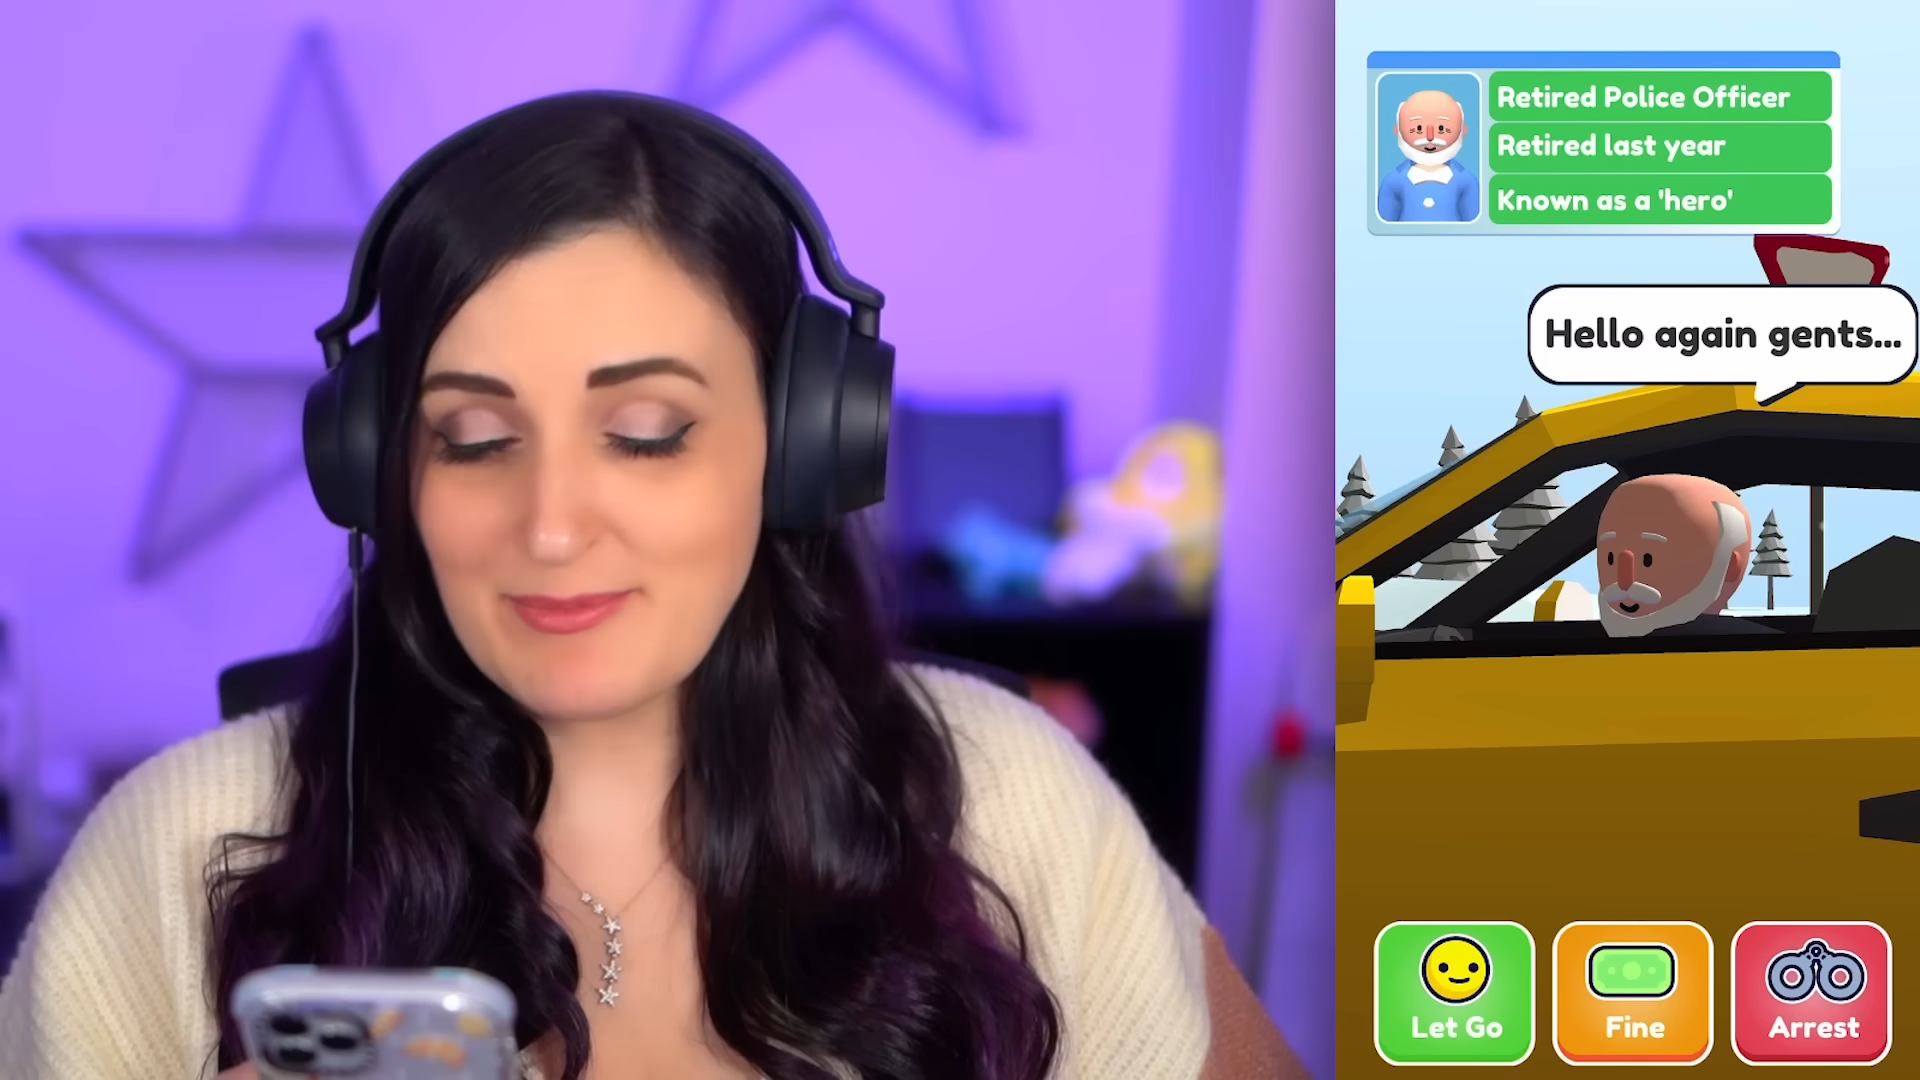 Retired Police Officer
Retired last year
Known as a 'hero'
Hello again gents...
Let Go
Fine
Arrest